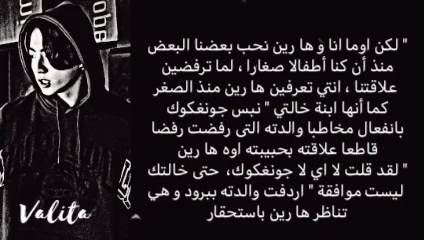 " لكن اوما انا و ها رين نحب بعضنا البعض
منذ أن كنا أطفالا صغارا ، لما ترفضين
علاقتنا ، انتي تعرفين ها رين منذ الصغر
كما أنها ابنة خالتي " نبس جونغكوك
بانفعال مخاطبا والدته التى رفضت رفضا
قاطعا علاقته بحبيبته اوه ها رين
" لقد قلت لا اي لا جونغكوك، حتى خالتك
ليست موافقة " اردفت والدته ببرود و هي
تناظر ها رين باستحقار
Valita